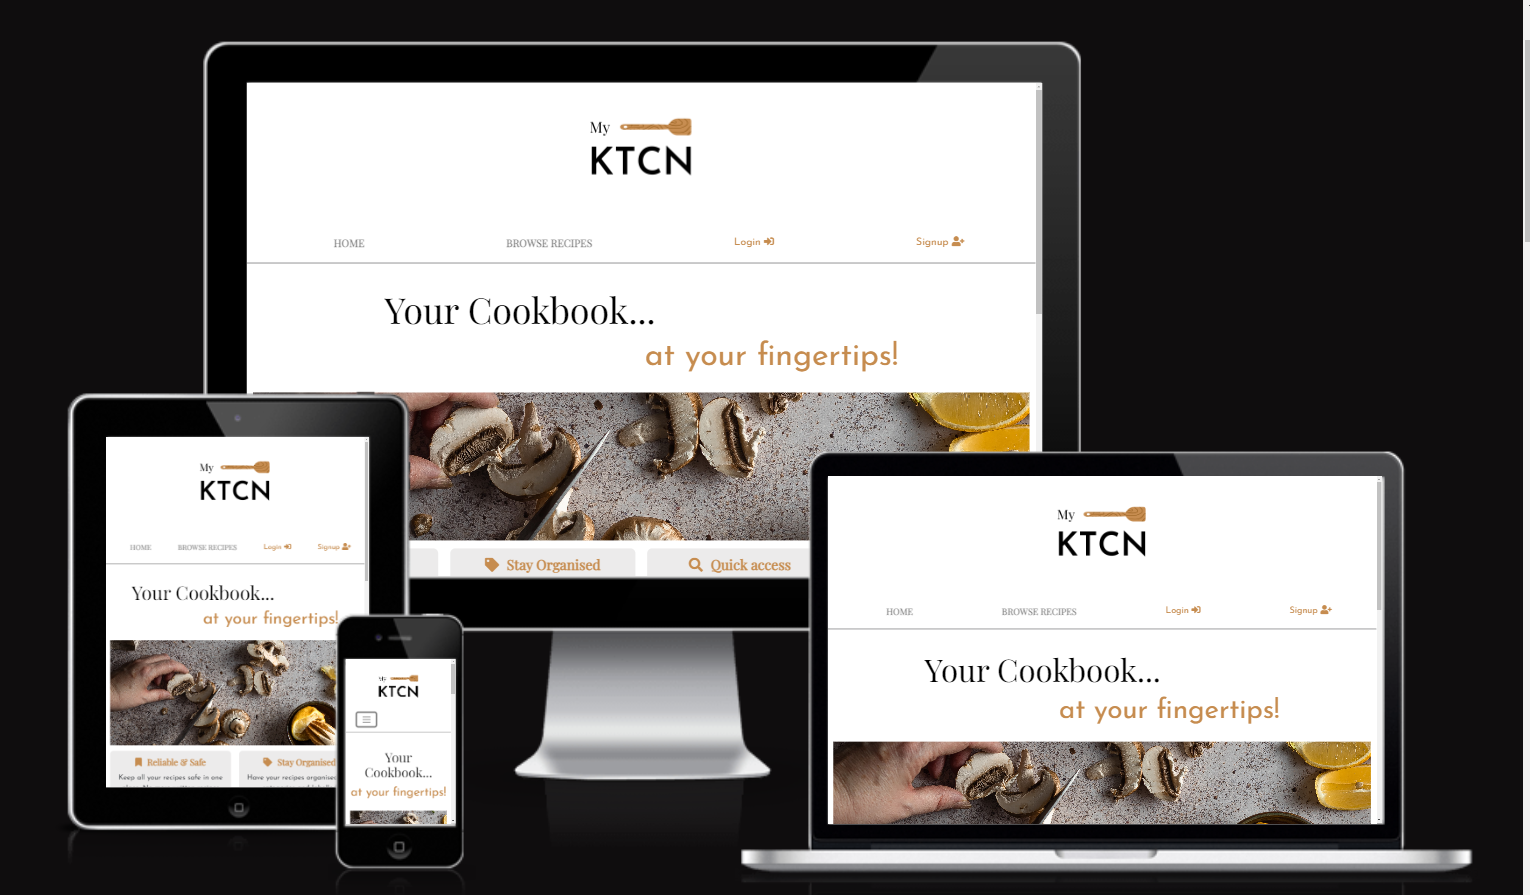 My
KTCN
HOME BROWSE RECIPES Login Signup
Your Cookbook...
at your fingertips!
Stay Organised Quick access
My
KTCN
HOME BROWSE RECIPES Login Signup
Your Cookbook...
at your fingertips!
Reliable & Safe Stay Organised
Keep all your recipes safe in one Have your recipes organised
My
KTCN
Your
Cookbook...
at your fingertips!
My
KTCN
HOME BROWSE RECIPES Login Signup
Your Cookbook...
at your fingertips!